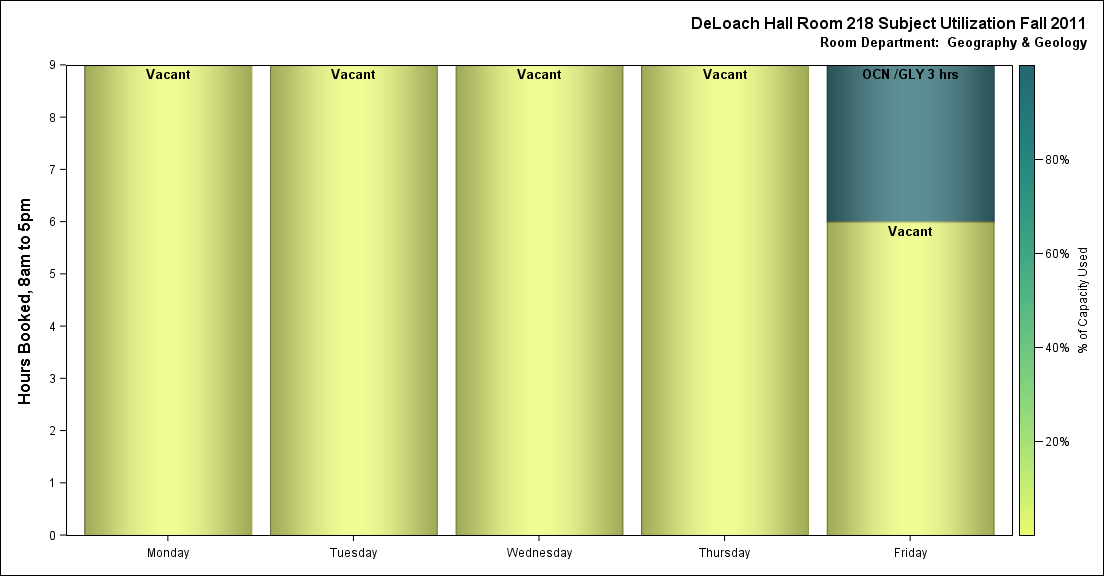 DeLoach Hall Room 218 Subject Utilization Fall 2011
Room Department:  Geography & Geology
Hours Booked, 8am to 5pm
9
8
7
6
5
4
3
2
1
0
Vacant
Vacant
Vacant
Vacant
OCN /GLY 3 hrs
Vacant
Monday
Tuesday
Wednesday
Thursday
Friday
80%
60%
40%
20%
% of Capacity Used